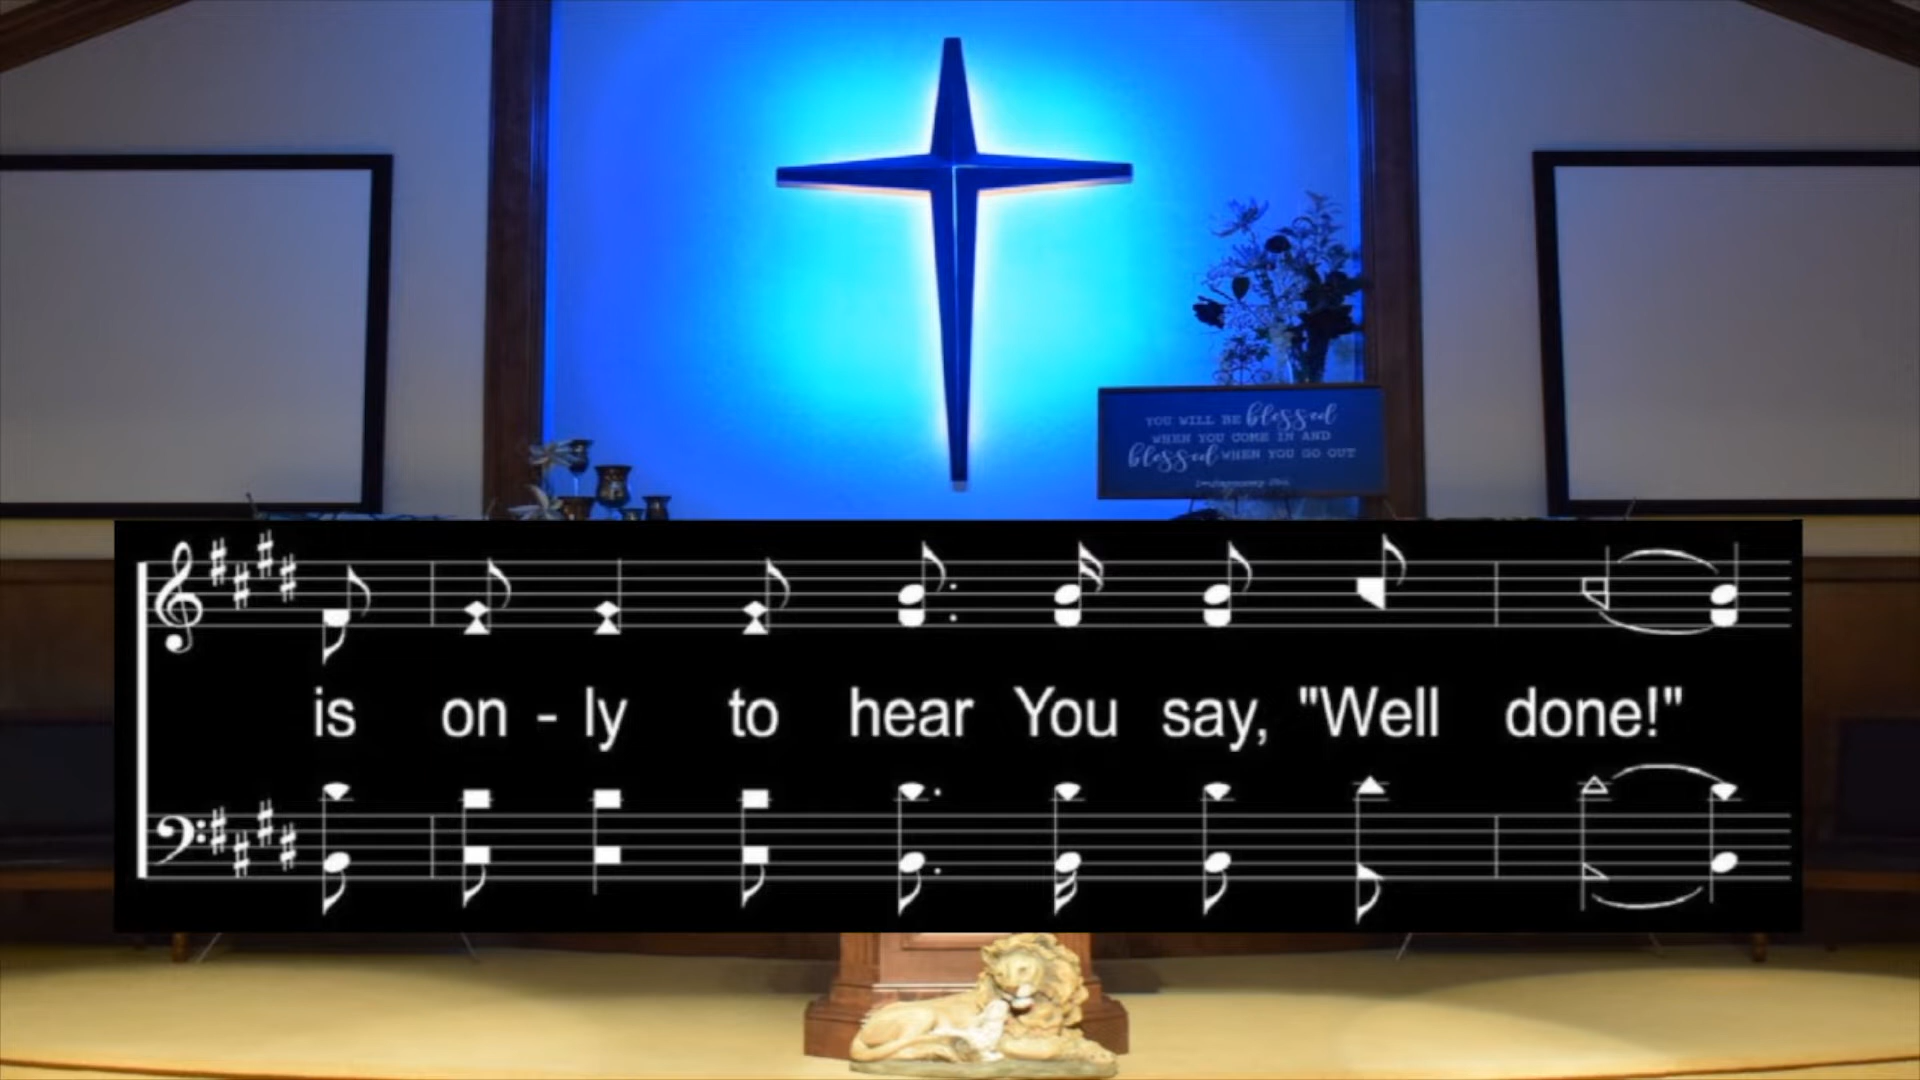 YOU WILL BE blessed
WHEN YOU COME IN AND
blessed WHEN YOU GO OUT
is on - ly to hear You say, "Well done!"